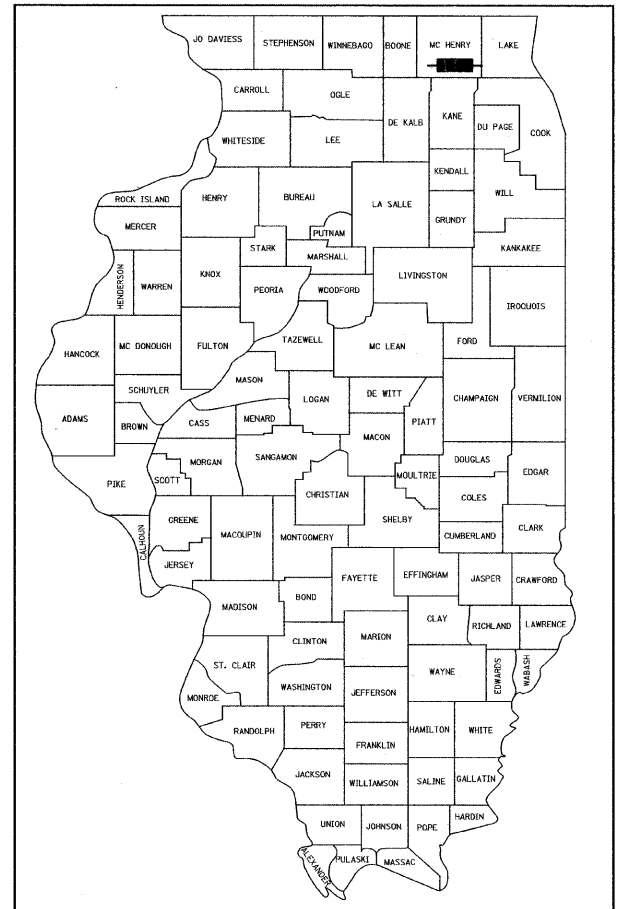 JO DAVIESS
STEPHENSON
WINNEBAGO
BOONE
MC HENRY
LAKE
CARROLL
OGLE
DE KALB
KANE
DU PAGE
COOK
WHITESIDE
LEE
KENDALL
WILL
ROCK ISLAND
HENRY
BUREAU
LA SALLE
GRUNDY
MERCER
PUTNAM
STARK
MARSHALL
KANKAKEE
HENDERSON
WARREN
KNOX
PEORIA
WOODFORD
LIVINGSTON
IROQUOIS
HANCOCK
MC DONOUGH
FULTON
TAZEWELL
MC LEAN
FORD
MASON
SCHUYLER
LOGAN
DE WITT
CHAMPAIGN
VERMILION
ADAMS
BROWN
CASS
MENARD
MACON
PIATT
MORGAN
SANGAMON
DOUGLAS
EDGAR
PIKE
SCOTT
CHRISTIAN
MOULTRIE
COLES
GREENE
MACOUPIN
MONTGOMERY
SHELBY
CUMBERLAND
CLARK
CALHOUN
JERSEY
FAYETTE
EFFINGHAM
JASPER
CRAWFORD
MADISON
BOND
CLAY
RICHLAND
LAWRENCE
CLINTON
MARION
ST. CLAIR
WAYNE
EDWARDS
WABASH
WASHINGTON
JEFFERSON
MONROE
RANDOLPH
PERRY
HAMILTON
WHITE
FRANKLIN
JACKSON
WILLIAMSON
SALINE
GALLATIN
UNION
JOHNSON
POPE
HARDIN
ALEXANDER
PULASKI
MASSAC